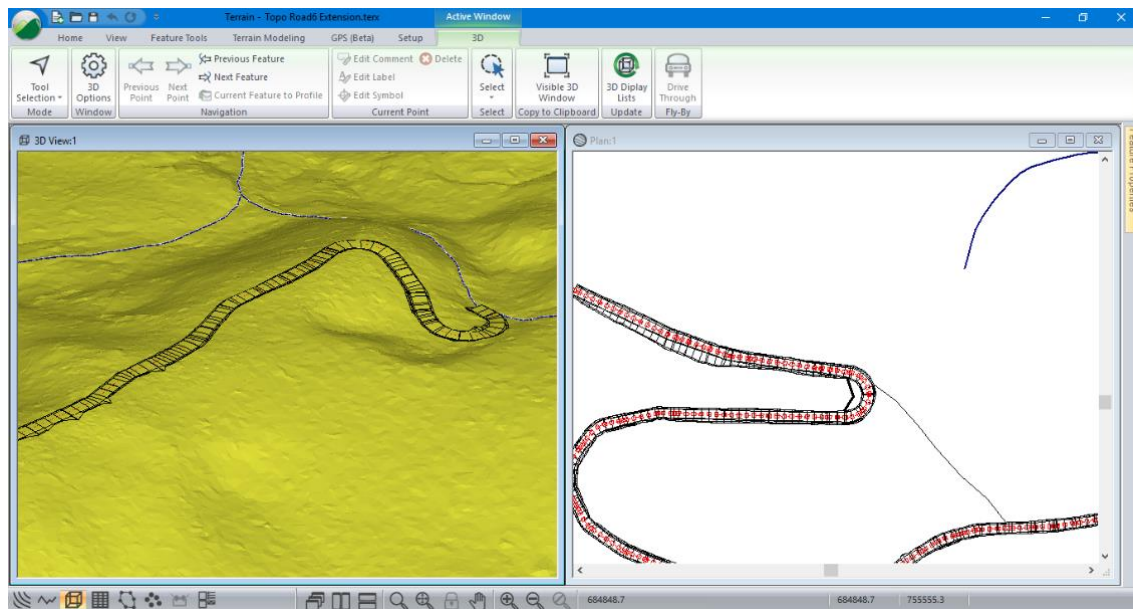 Terrain - Topo Road6 Extension.terx
Active Window
Home View Feature Tools Terrain Modeling GPS (Beta) Setup 3D
Tool Selection
Mode
3D Options
Window
Previous Point
Next Point
Previous Feature
Next Feature
Current Feature to Profile
Navigation
Edit Comment Delete
Edit Label
Edit Symbol
Current Point
Select
Select
Visible 3D Window
Copy to Clipboard
3D Diplay Lists
Update
Drive Through
Fly-By
3D View:1
Plan:1
Feature Properties
684848.7 684848.7 755555.3